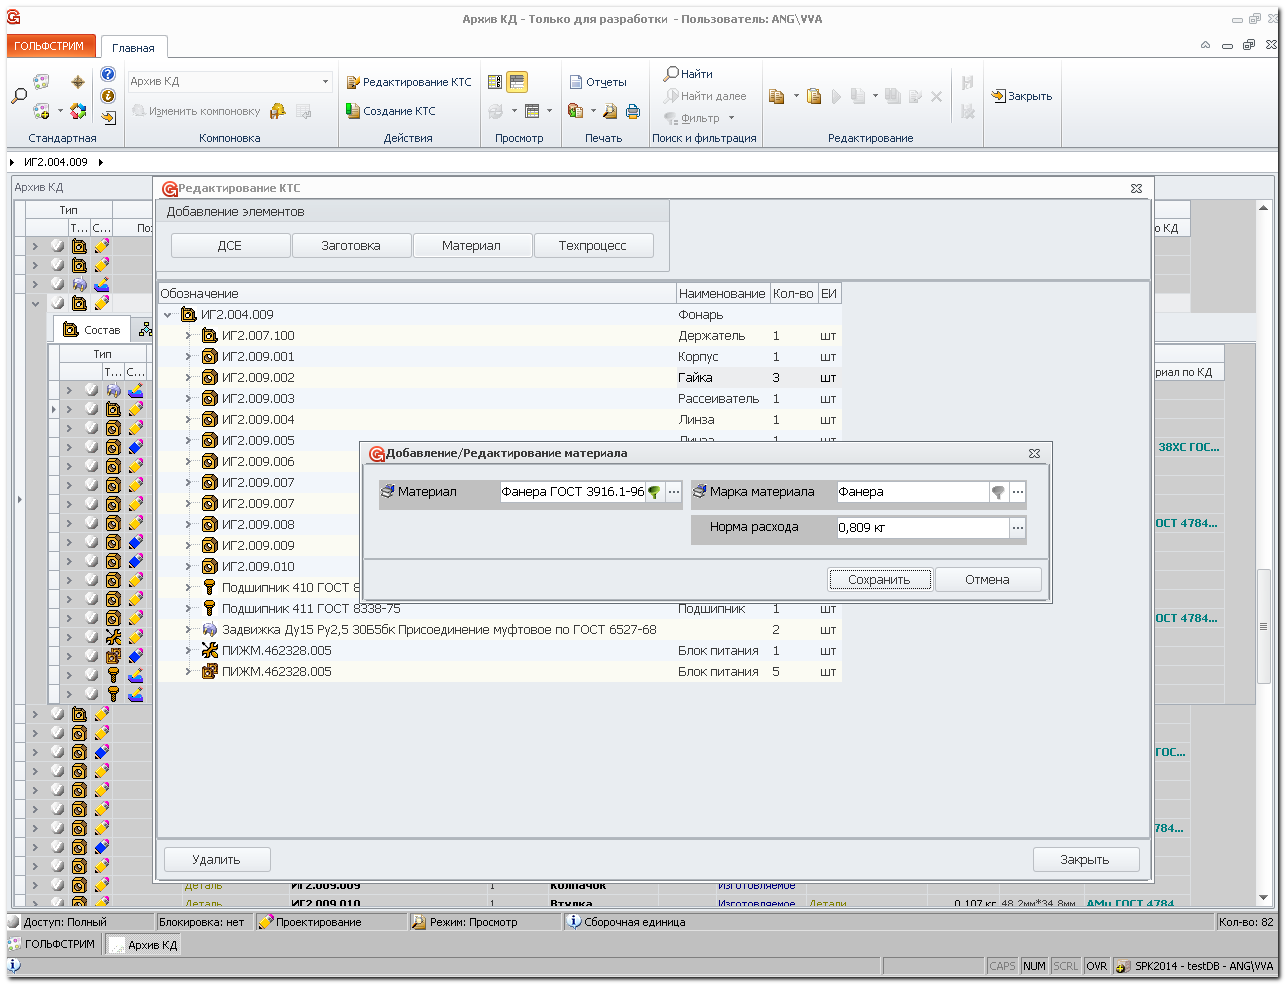 Архив КД - Только для разработки - Пользователь: ANG\VVA
ГОЛЬФСТРИМ
Главная
Архив КД
Изменить компоновку
Редактирование КТС
Создание КТС
Отчеты
Найти
Найти далее
Фильтр
Закрыть
Стандартная
Компоновка
Действия
Просмотр
Печать
Поиск и фильтрация
Редактирование
ИГ2.004.009
Архив КД
Тип
Т... С...
Поз
о КД
Состав
Тип
Т... С...
риал по КД
38ХС ГОС...
ОСТ 4784...
ОСТ 4784...
ГОС...
784...
Редактирование КТС
Добавление элементов
ДСЕ
Заготовка
Материал
Техпроцесс
Обозначение Наименование Кол-во ЕИ
ИГ2.004.009 Фонарь
ИГ2.007.100 Держатель 1 шт
ИГ2.009.001 Корпус 1 шт
ИГ2.009.002 Гайка 3 шт
ИГ2.009.003 Рассеиватель 1 шт
ИГ2.009.004 Линза 1 шт
ИГ2.009.005 Линза 1 шт
ИГ2.009.006
ИГ2.009.007
ИГ2.009.007
ИГ2.009.008
ИГ2.009.009
ИГ2.009.010
Подшипник 410 ГОСТ 8
Подшипник 411 ГОСТ 8338-75 Подшипник 1 шт
Задвижка Ду15 Ру2,5 30Б5бк Присоединение муфтовое по ГОСТ 6527-68 2 шт
ПИЖМ.462328.005 Блок питания 1 шт
ПИЖМ.462328.005 Блок питания 5 шт
Добавление/Редактирование материала
Материал
Фанера ГОСТ 3916.1-96
Марка материала
Фанера
Норма расхода
0,809 кг
Сохранить
Отмена
Удалить
Закрыть
Деталь ИГ2.009.009 1 Колпачок Изготовляемое
Деталь ИГ2.009.010 1 Втулка Изготовляемое Детали 0,107 кг 48,2мм*34,8мм АМц ГОСТ 4784
Доступ: Полный
Блокировка: нет
Проектирование
Режим: Просмотр
Сборочная единица
Кол-во: 82
ГОЛЬФСТРИМ
Архив КД
CAPS NUM SCRL OVR
SPK2014 - testDB - ANG\VVA